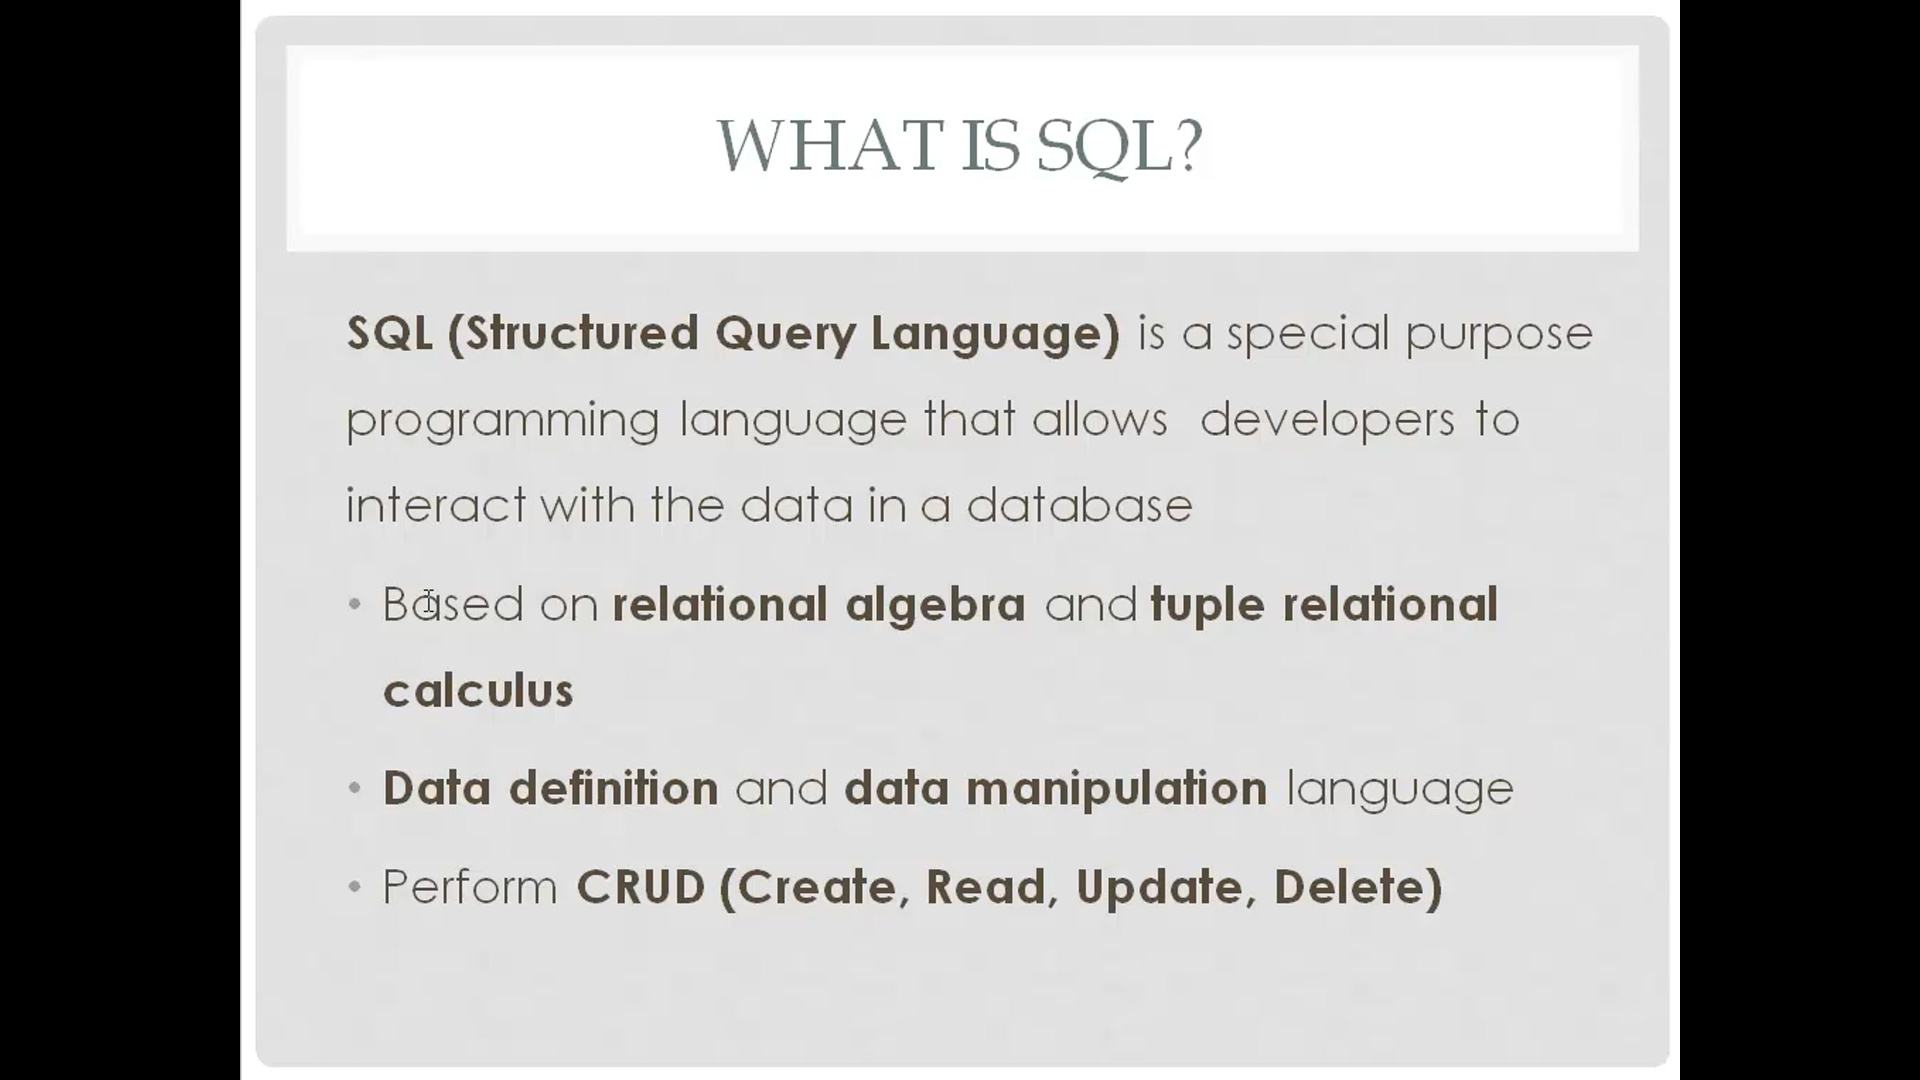 WHAT IS SQL?
SQL (Structured Query Language) is a special purpose
programming language that allows developers to
interact with the data in a database
• Based on relational algebra and tuple relational
calculus
• Data definition and data manipulation language
• Perform CRUD (Create, Read, Update, Delete)